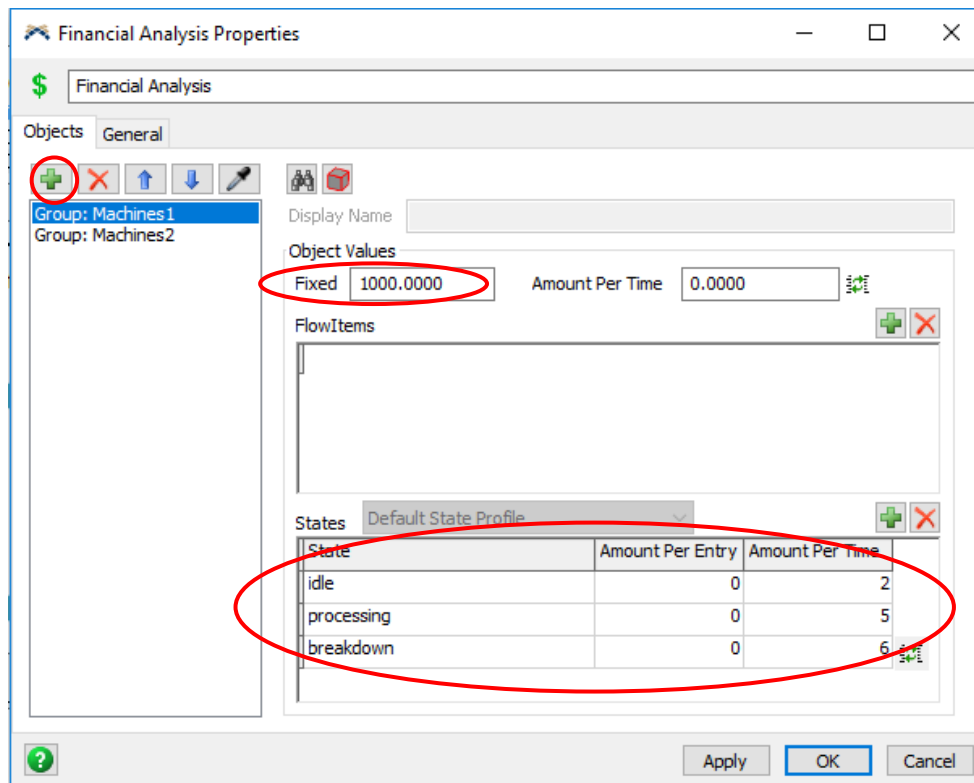 Financial Analysis Properties
$ Financial Analysis
Objects General
Group: Machines1
Group: Machines2
Display Name
Object Values
Fixed 1000.0000 Amount Per Time 0.0000
FlowItems
States Default State Profile
State Amount Per Entry Amount Per Time
idle 0 2
processing 0 5
breakdown 0 6
? Apply OK Cancel